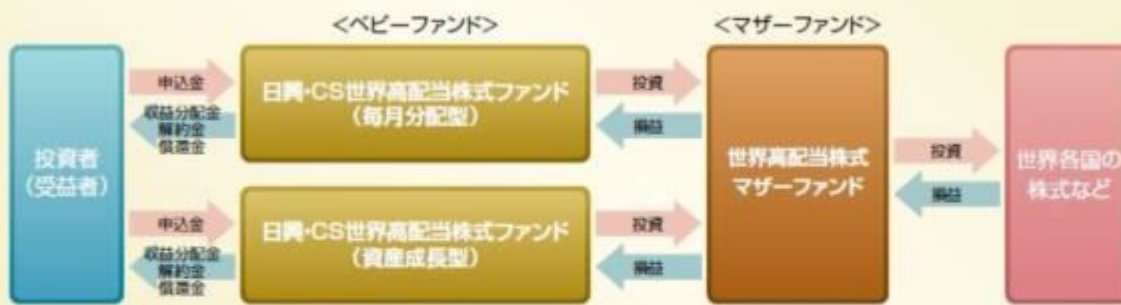 ＜ベビーファンド＞
＜マザーファンド＞
投資者
（受益者）
申込金
収益分配金
解約金
償還金
日興・CS世界高配当株式ファンド
（毎月分配型）
投資
損益
申込金
収益分配金
解約金
償還金
日興・CS世界高配当株式ファンド
（資産成長型）
投資
損益
世界高配当株式
マザーファンド
投資
損益
世界各国の
株式など